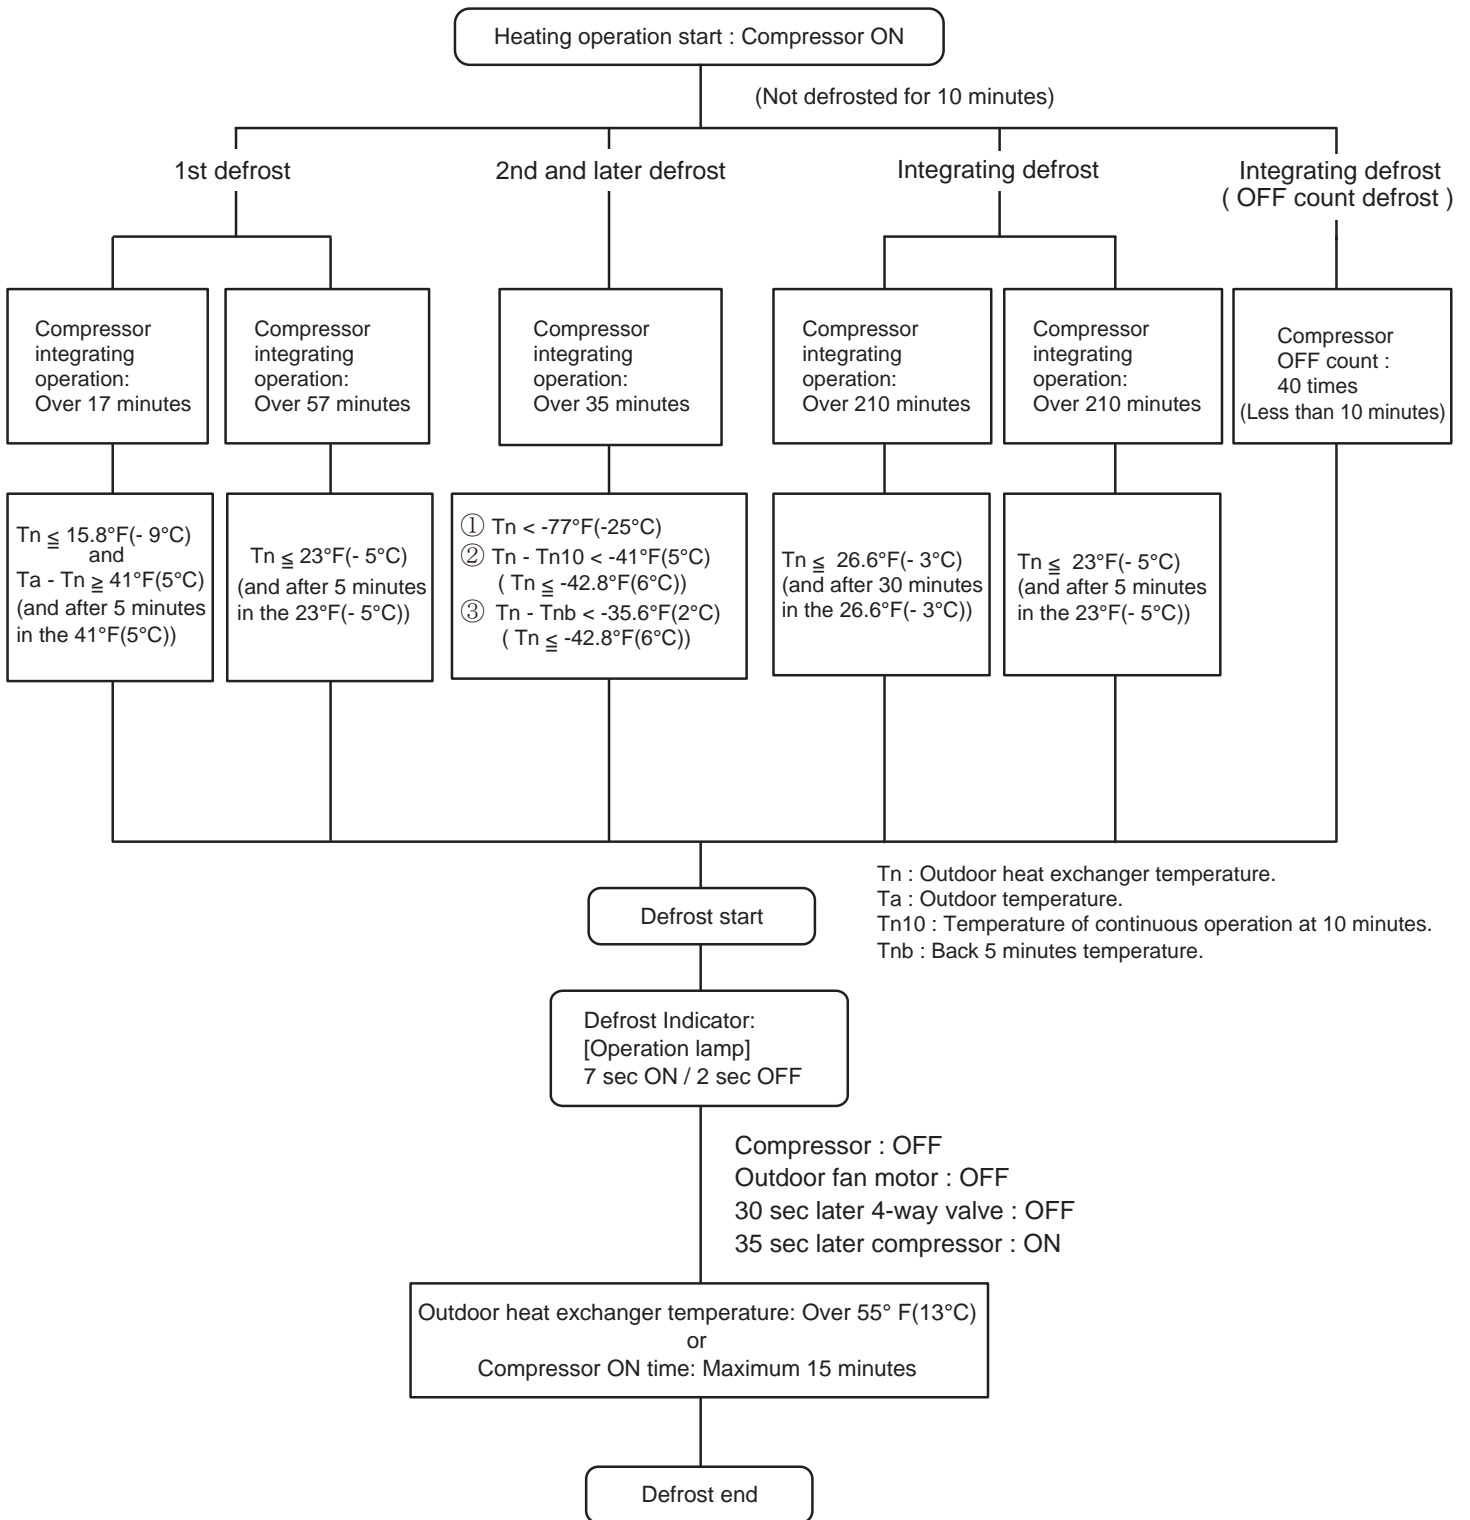 Heating operation start : Compressor ON
(Not defrosted for 10 minutes)
1st defrost
2nd and later defrost
Integrating defrost
Integrating defrost
( OFF count defrost )
Compressor
integrating
operation:
Over 17 minutes
Compressor
integrating
operation:
Over 57 minutes
Compressor
integrating
operation:
Over 35 minutes
Compressor
integrating
operation:
Over 210 minutes
Compressor
integrating
operation:
Over 210 minutes
Compressor
OFF count :
40 times
(Less than 10 minutes)
Tn ≦ 15.8°F(- 9°C)
and
Ta - Tn ≧ 41°F(5°C)
(and after 5 minutes
in the 41°F(5°C))
Tn ≦ 23°F(- 5°C)
(and after 5 minutes
in the 23°F(- 5°C))
① Tn < -77°F(-25°C)
② Tn - Tn10 < -41°F(5°C)
( Tn ≦ -42.8°F(6°C))
③ Tn - Tnb < -35.6°F(2°C)
( Tn ≦ -42.8°F(6°C))
Tn ≦ 26.6°F(- 3°C)
(and after 30 minutes
in the 26.6°F(- 3°C))
Tn ≦ 23°F(- 5°C)
(and after 5 minutes
in the 23°F(- 5°C))
Tn : Outdoor heat exchanger temperature.
Ta : Outdoor temperature.
Tn10 : Temperature of continuous operation at 10 minutes.
Tnb : Back 5 minutes temperature.
Defrost start
Defrost Indicator:
[Operation lamp]
7 sec ON / 2 sec OFF
Compressor : OFF
Outdoor fan motor : OFF
30 sec later 4-way valve : OFF
35 sec later compressor : ON
Outdoor heat exchanger temperature: Over 55° F(13°C)
or
Compressor ON time: Maximum 15 minutes
Defrost end